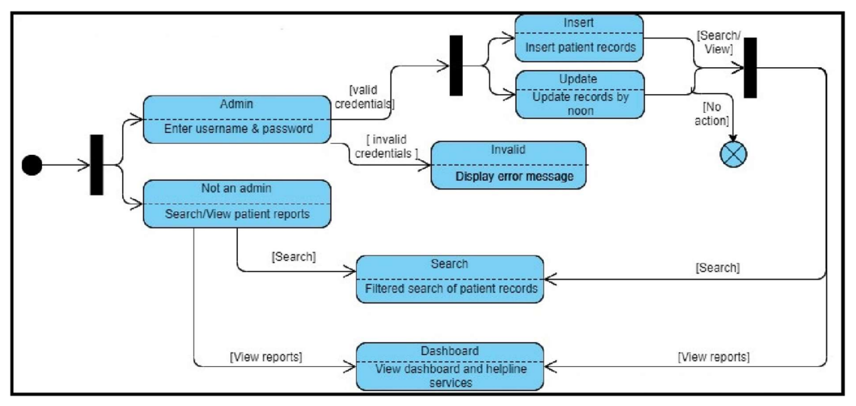 Insert
Insert patient records
[Search/
View]
Update
Update records by
noon
[No
action]
[valid
credentials]
Admin
Enter username & password
[ invalid
credentials ]
Invalid
Display error message
Not an admin
Search/View patient reports
[Search]
Search
Filtered search of patient records
[Search]
[View reports]
Dashboard
View dashboard and helpline
services
[View reports]